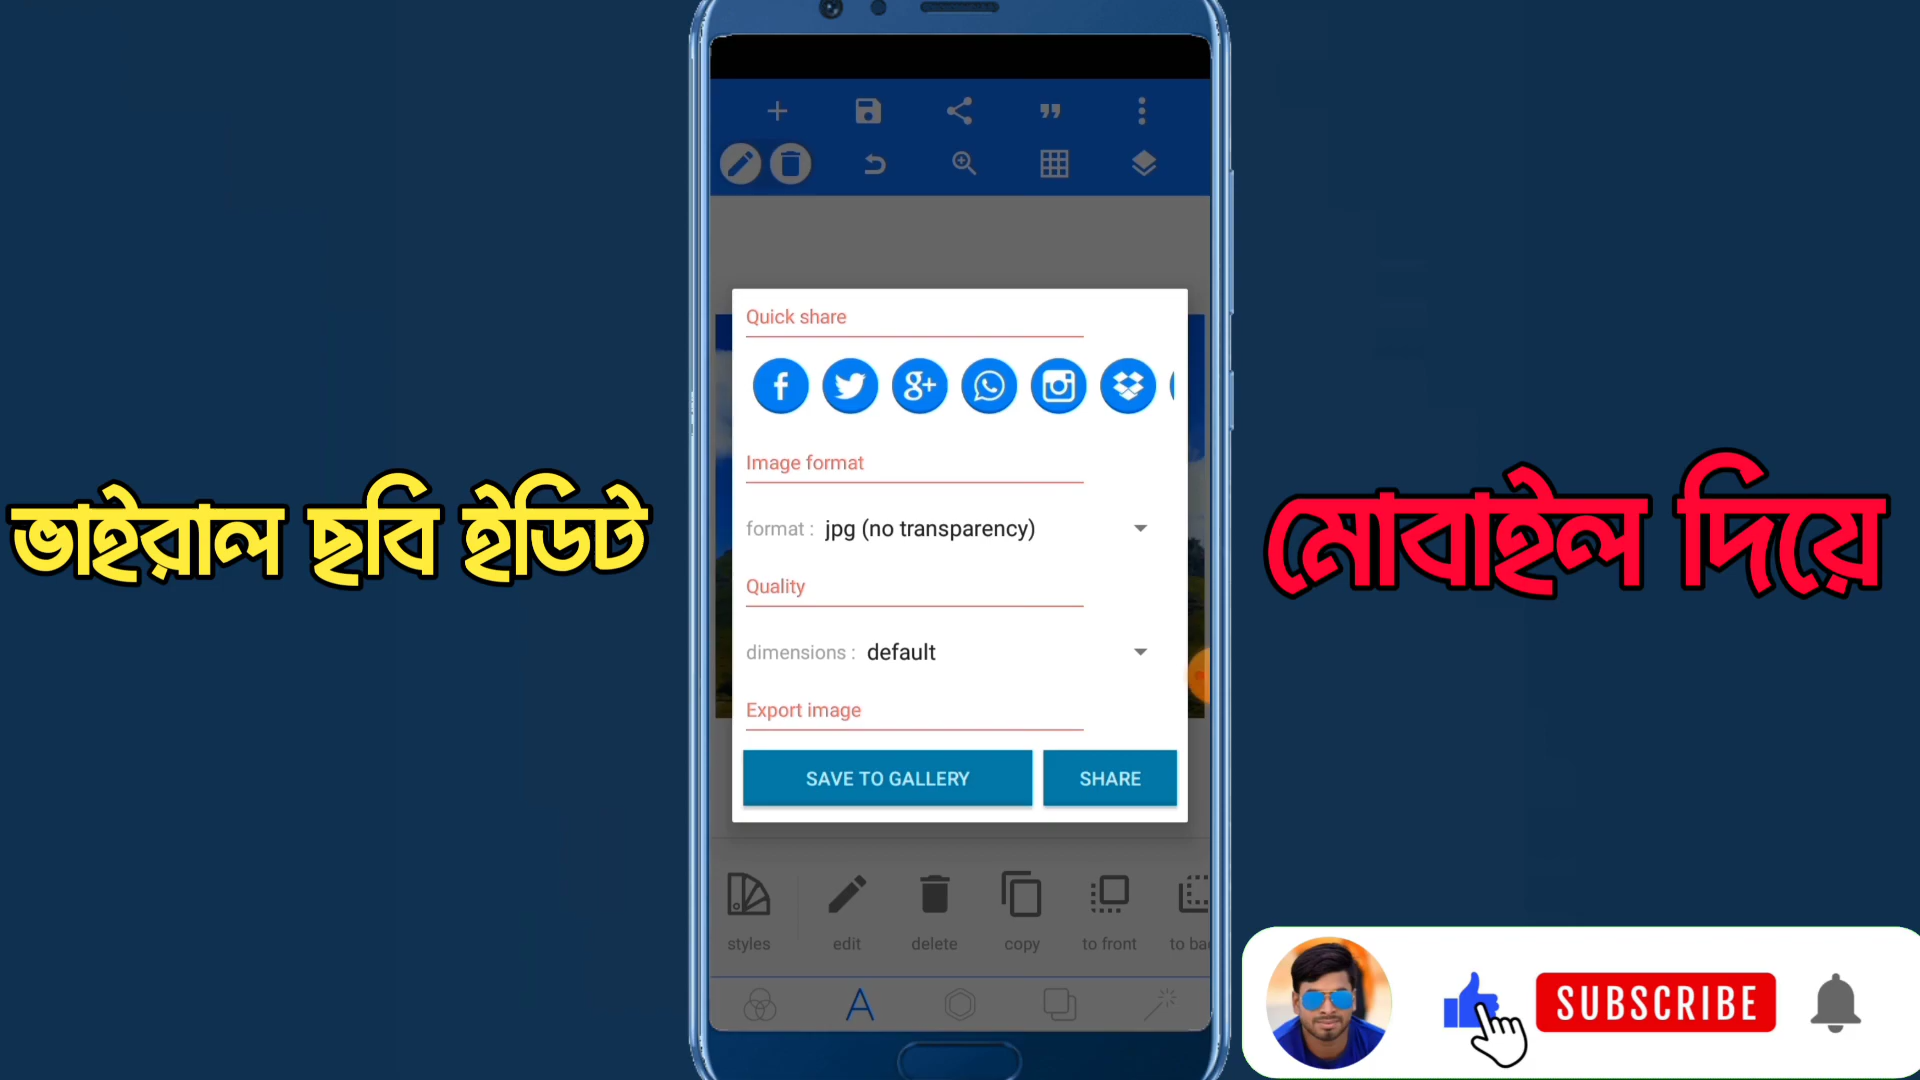 Quick share
Image format
format : jpg (no transparency)
Quality
dimensions : default
Export image
SAVE TO GALLERY SHARE
ভাইরাল ছবি ইডিট
মোবাইল দিয়ে
styles edit delete copy to front
SUBSCRIBE